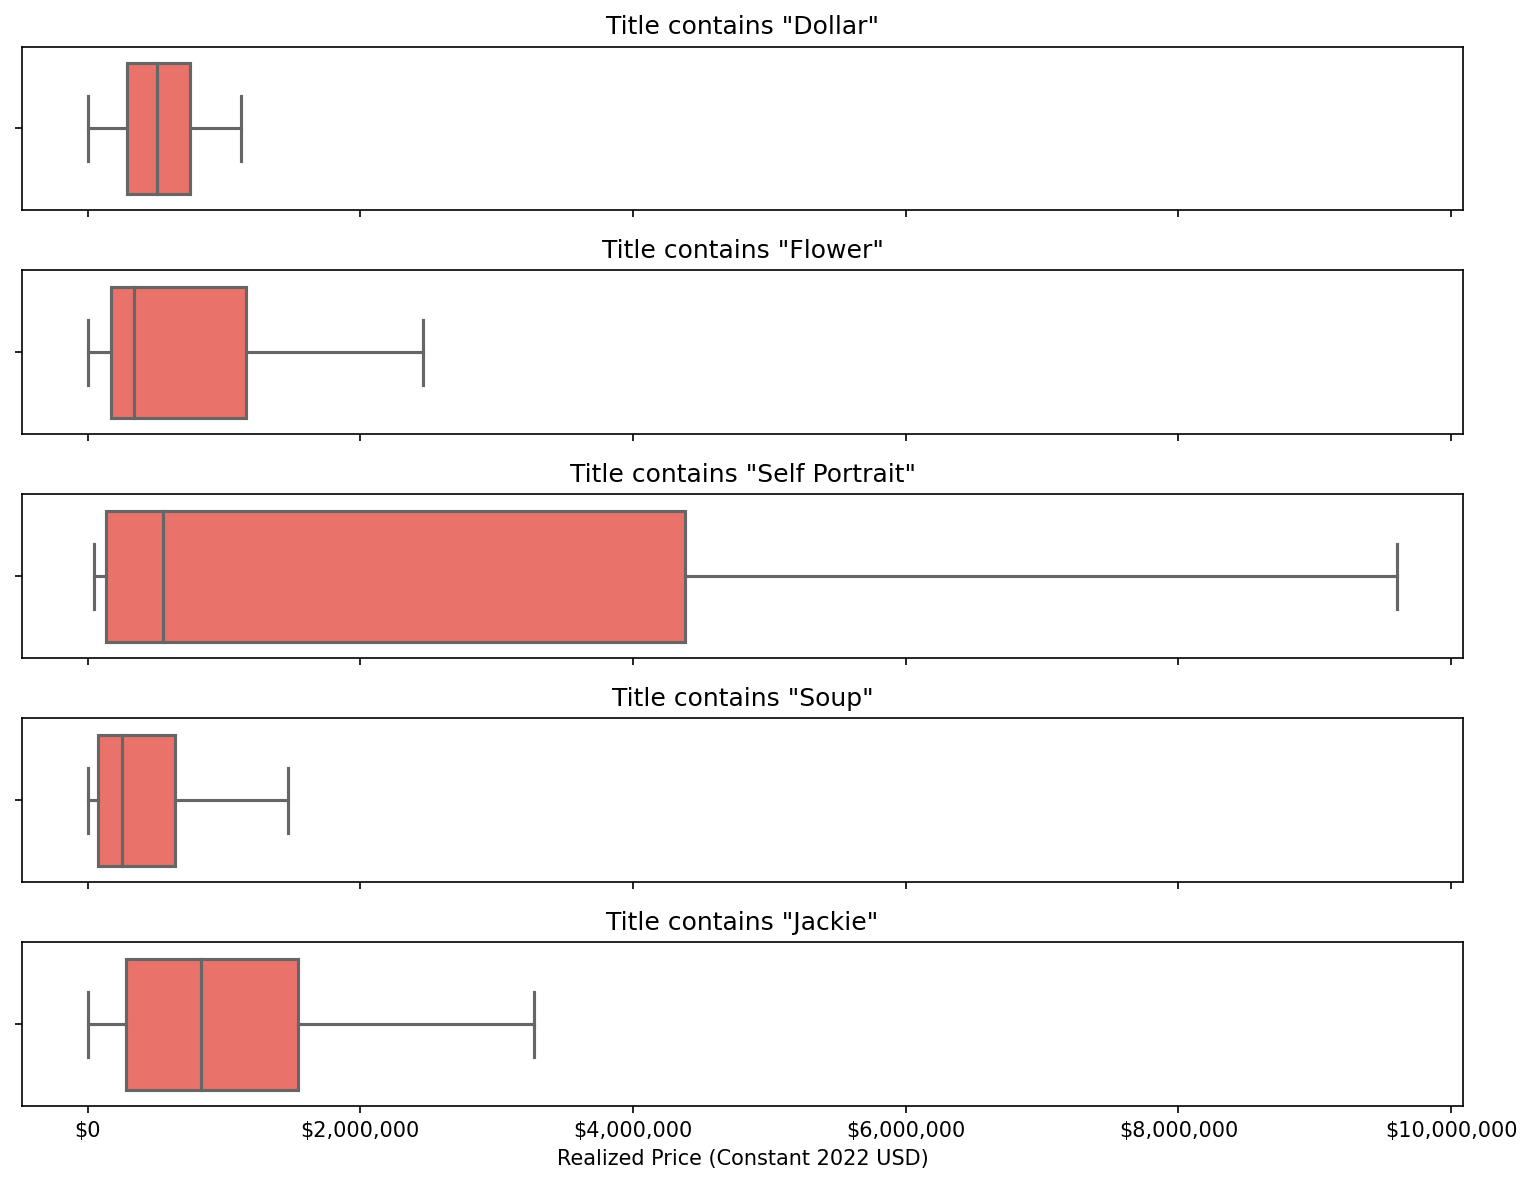 Title contains "Dollar"
Title contains "Flower"
Title contains "Self Portrait"
Title contains "Soup"
Title contains "Jackie"
$0 $2,000,000 $4,000,000 $6,000,000 $8,000,000 $10,000,000
Realized Price (Constant 2022 USD)